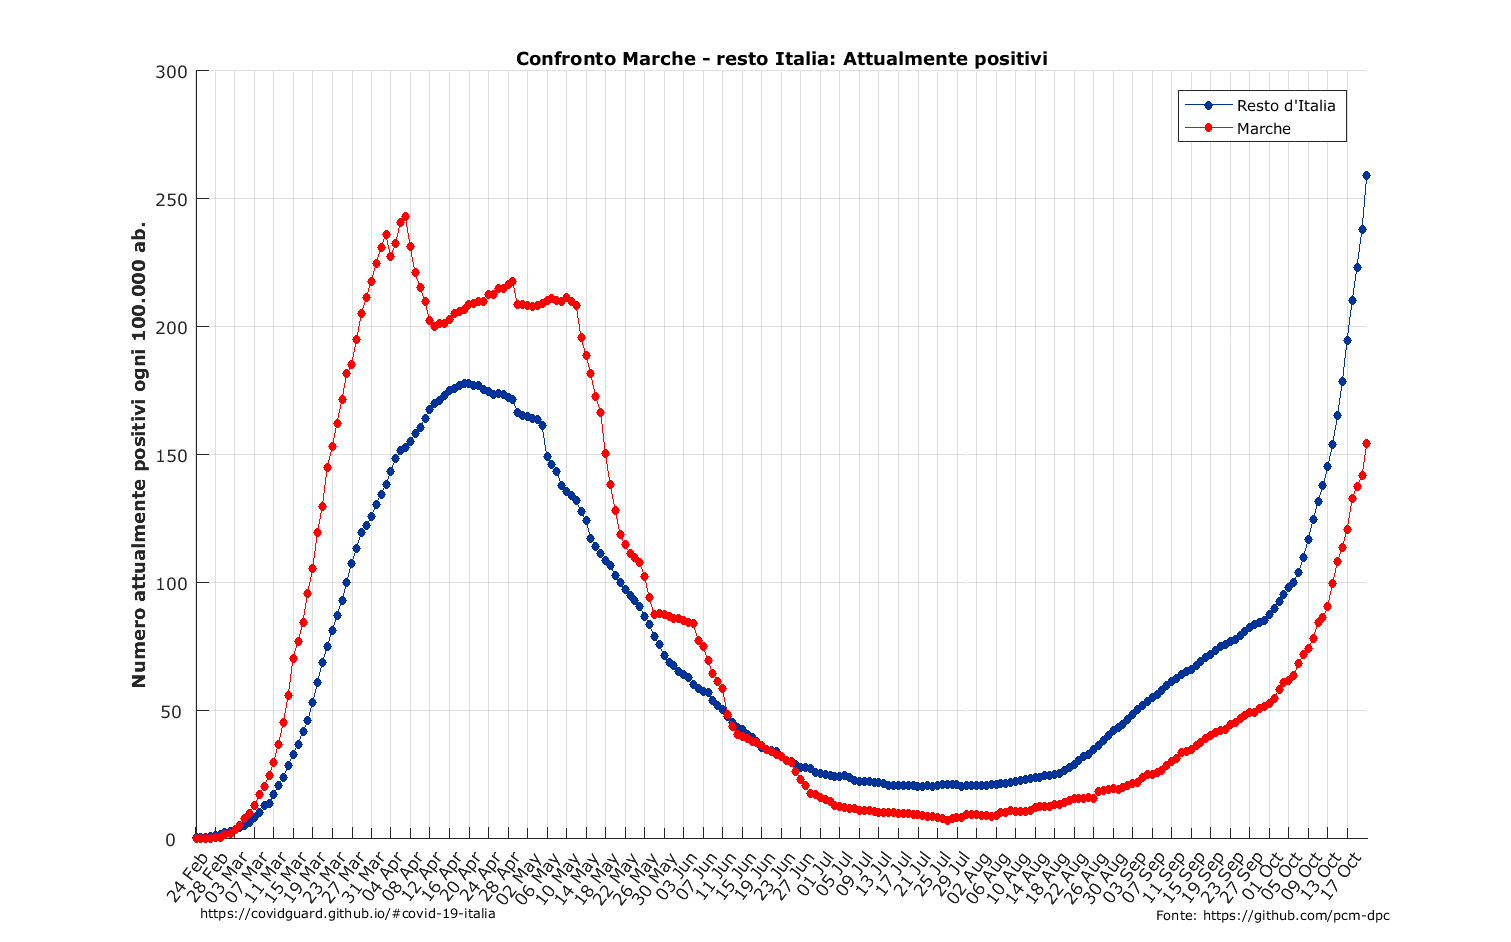 Confronto Marche - resto Italia: Attualmente positivi
Numero attualmente positivi ogni 100.000 ab.
300
250
200
150
100
50
0
Resto d'Italia
Marche
24 Feb
28 Feb
03 Mar
07 Mar
11 Mar
15 Mar
19 Mar
23 Mar
27 Mar
31 Mar
04 Apr
08 Apr
12 Apr
16 Apr
20 Apr
24 Apr
28 Apr
02 May
06 May
10 May
14 May
18 May
22 May
26 May
30 May
03 Jun
07 Jun
11 Jun
15 Jun
19 Jun
23 Jun
27 Jun
01 Jul
05 Jul
09 Jul
13 Jul
17 Jul
21 Jul
25 Jul
29 Jul
02 Aug
06 Aug
10 Aug
14 Aug
18 Aug
22 Aug
26 Aug
30 Aug
03 Sep
07 Sep
11 Sep
15 Sep
19 Sep
23 Sep
27 Sep
01 Oct
05 Oct
09 Oct
13 Oct
17 Oct
https://covidguard.github.io/#covid-19-italia
Fonte: https://github.com/pcm-dpc